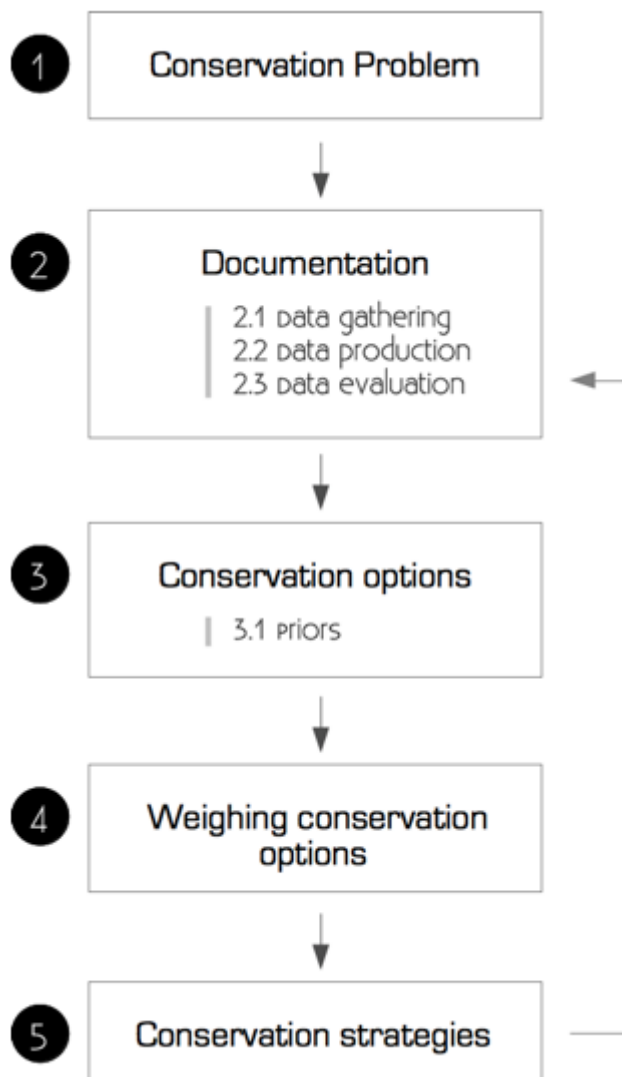 1
Conservation Problem
2
Documentation
2.1 Data gathering
2.2 Data production
2.3 Data evaluation
3
Conservation options
3.1 Priors
4
Weighing conservation
options
5
Conservation strategies